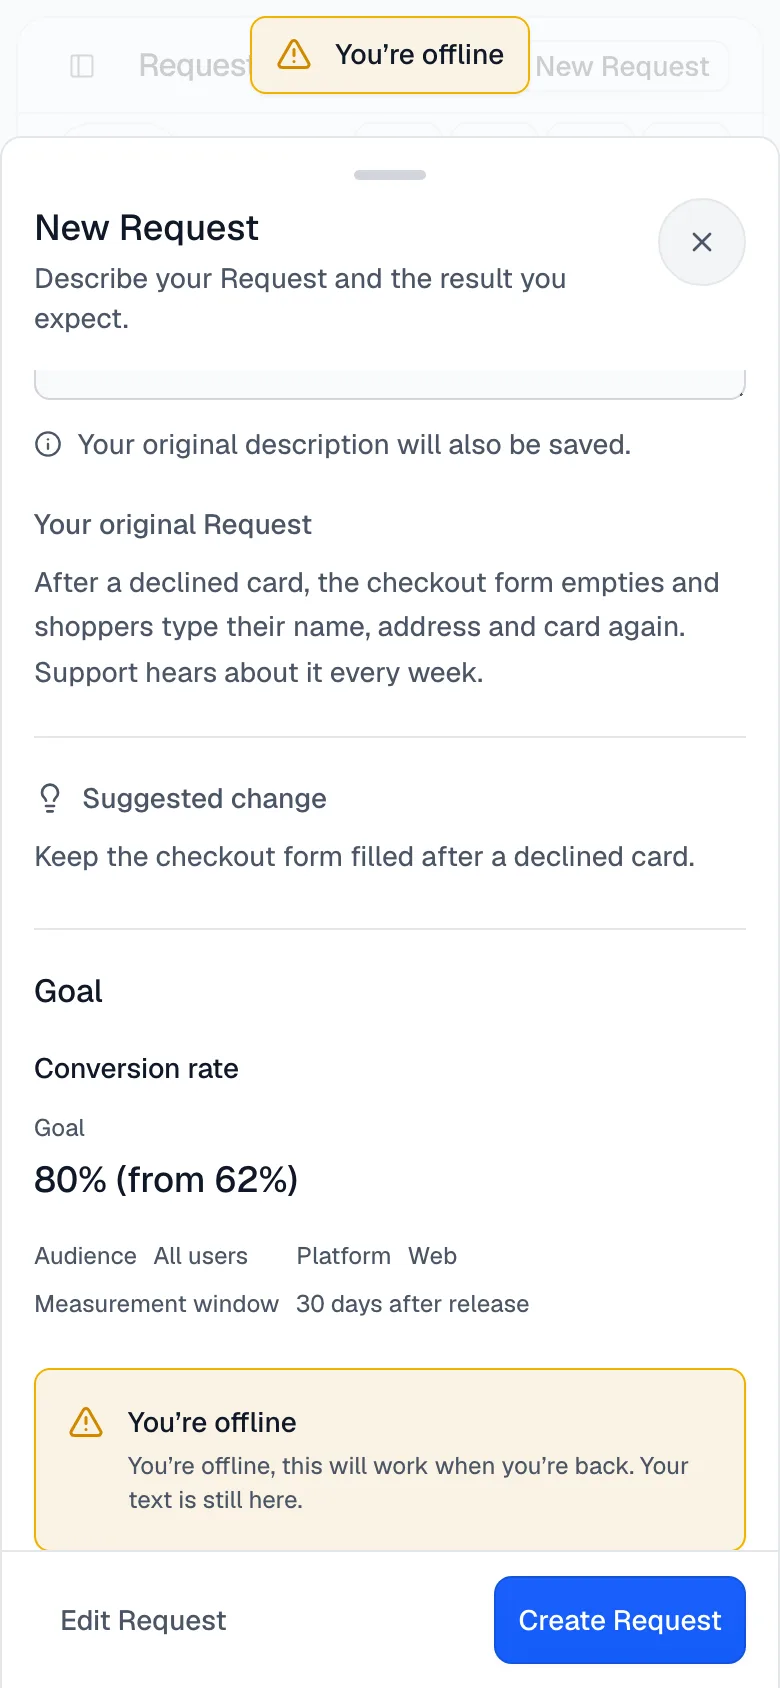 You’re offline
Request
New Request
New Request
Describe your Request and the result you
expect.
Your original description will also be saved.
Your original Request
After a declined card, the checkout form empties and
shoppers type their name, address and card again.
Support hears about it every week.
Suggested change
Keep the checkout form filled after a declined card.
Goal
Conversion rate
Goal
80% (from 62%)
Audience All users Platform Web
Measurement window 30 days after release
You’re offline
You’re offline, this will work when you’re back. Your
text is still here.
Edit Request
Create Request